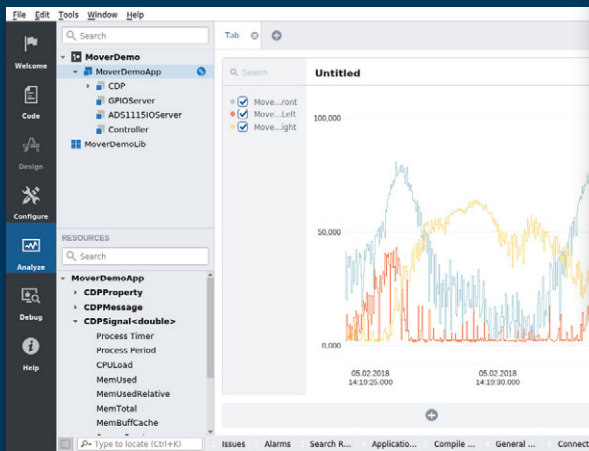 File Edit Tools Window Help
Welcome
Code
Design
Configure
Analyze
Debug
Help
Search
MoverDemo
MoverDemoApp
CDP
GPIOServer
ADS1115IOServer
Controller
MoverDemoLib
RESOURCES
Search
MoverDemoApp
CDPProperty
CDPMessage
CDPSignal<double>
Process Timer
Process Period
CPULoad
MemUsed
MemUsedRelative
MemTotal
MemBuffCache
Tab
Search
Move...ront
Move...Left
Move...ight
Untitled
100,000
50,000
0,000
05.02.2018 05.02.2018
14:19:25.000 14:19:30.000
Type to locate (Ctrl+K) Issues Alarms Search R... Applicatio... Compile ... General ... Connect